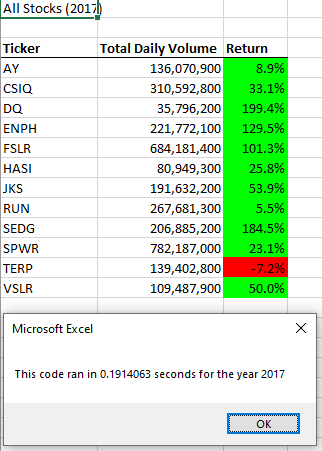 All Stocks (2017)
Ticker Total Daily Volume Return
AY 136,070,900 8.9%
CSIQ 310,592,800 33.1%
DQ 35,796,200 199.4%
ENPH 221,772,100 129.5%
FSLR 684,181,400 101.3%
HASI 80,949,300 25.8%
JKS 191,632,200 53.9%
RUN 267,681,300 5.5%
SEDG 206,885,200 184.5%
SPWR 782,187,000 23.1%
TERP 139,402,800 -7.2%
VSLR 109,487,900 50.0%
Microsoft Excel
This code ran in 0.1914063 seconds for the year 2017
OK